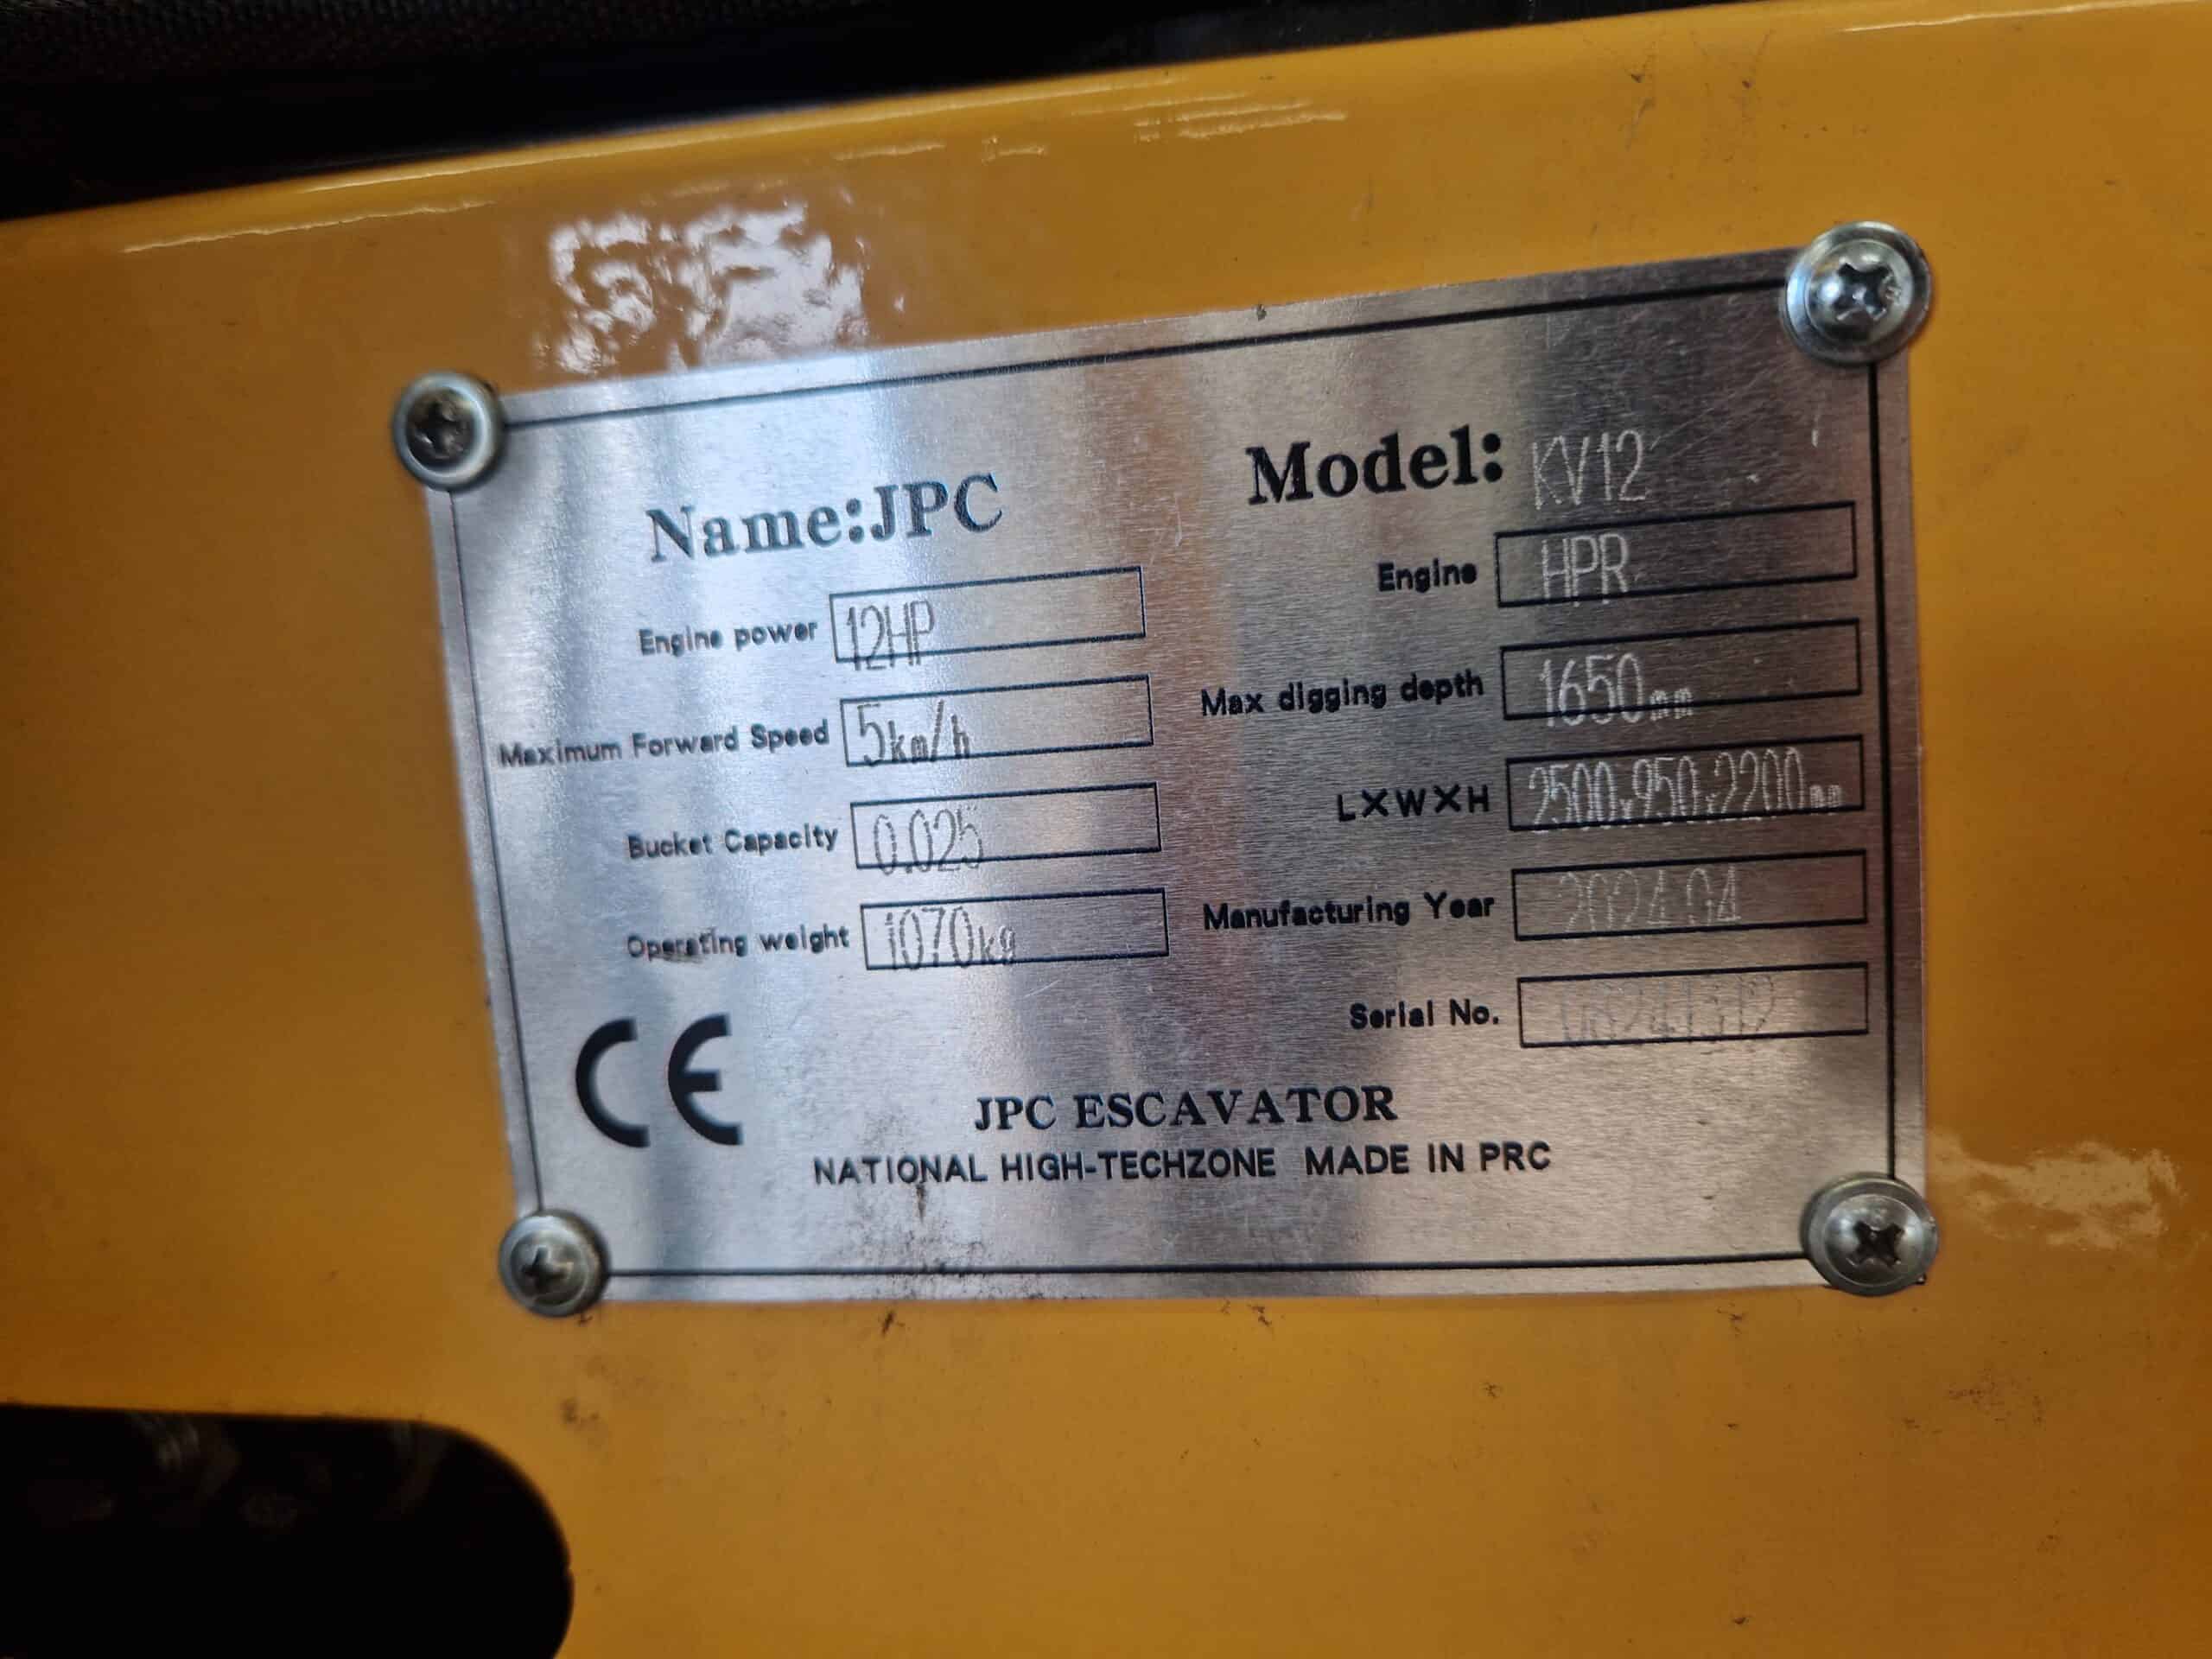 Name:JPC Model: KV12
Engine power 12HP Engine HPR
Maximum Forward Speed 5km/h Max digging depth 1650mm
Bucket Capacity 0.025 LXWXH 2500x950x2200mm
Operating weight 1070kg Manufacturing Year 2024.04
Serial No.
CE
JPC ESCAVATOR
NATIONAL HIGH-TECHZONE MADE IN PRC